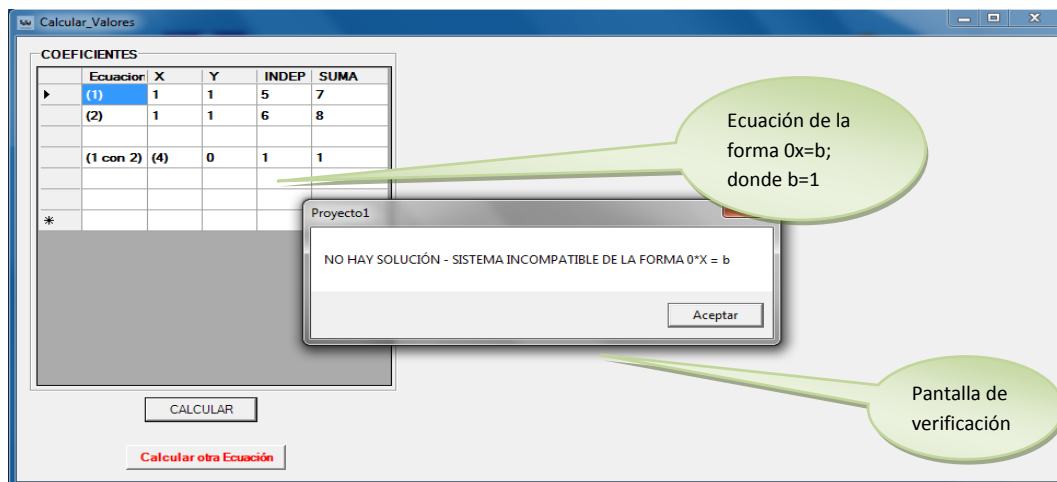 Calcular_Valores
COEFICIENTES
Ecuacion X Y INDEP SUMA
(1) 1 1 5 7
(2) 1 1 6 8
(1 con 2) (4) 0 1 1
*
Ecuación de la
forma 0x=b;
donde b=1
Proyecto1
NO HAY SOLUCIÓN - SISTEMA INCOMPATIBLE DE LA FORMA 0*X = b
Aceptar
Pantalla de
verificación
CALCULAR
Calcular otra Ecuación